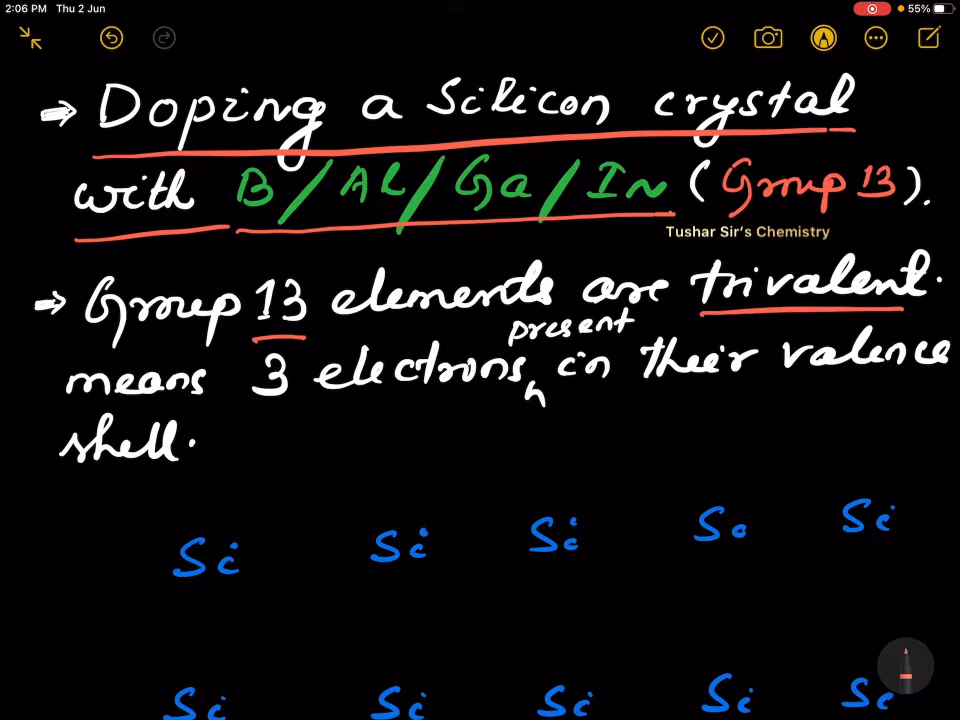 2:06 PM Thu 2 Jun 55%
→ Doping a Silicon crystal
with B/Al/Ga/In (Group 13).
Tushar Sir's Chemistry
→ Group 13 elements are trivalent.
present
means 3 electrons in their valence
shell.
Si Si Si Si Si
Si Si Si Si Si